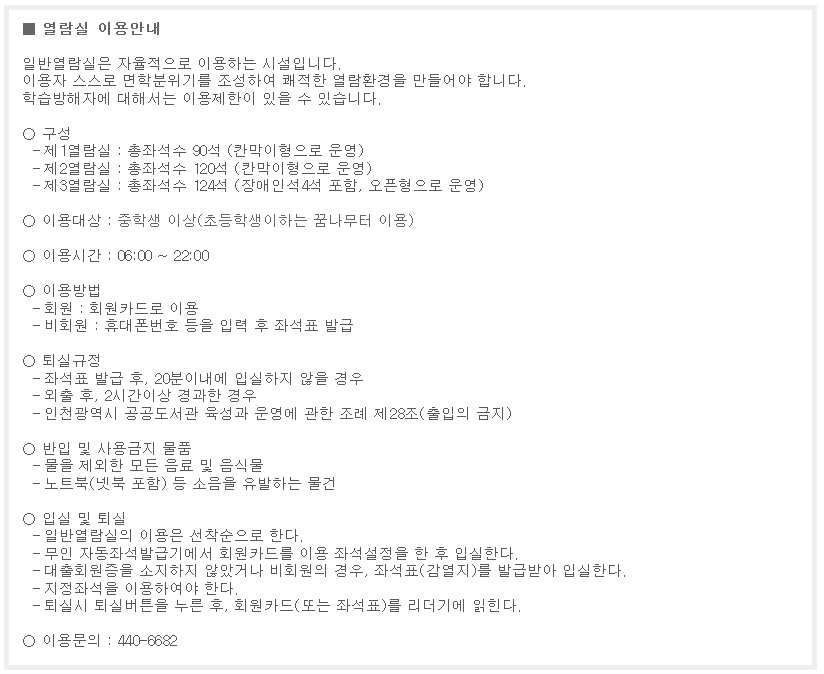 ■ 열람실 이용안내
일반열람실은 자율적으로 이용하는 시설입니다.
이용자 스스로 면학분위기를 조성하여 쾌적한 열람환경을 만들어야 합니다.
학습방해자에 대해서는 이용제한이 있을 수 있습니다.
○ 구성
- 제1열람실 : 총좌석수 90석 (칸막이형으로 운영)
- 제2열람실 : 총좌석수 120석 (칸막이형으로 운영)
- 제3열람실 : 총좌석수 124석 (장애인석4석 포함, 오픈형으로 운영)
○ 이용대상 : 중학생 이상(초등학생이하는 꿈나무터 이용)
○ 이용시간 : 06:00 ~ 22:00
○ 이용방법
- 회원 : 회원카드로 이용
- 비회원 : 휴대폰번호 등을 입력 후 좌석표 발급
○ 퇴실규정
- 좌석표 발급 후, 20분이내에 입실하지 않을 경우
- 외출 후, 2시간이상 경과한 경우
- 인천광역시 공공도서관 육성과 운영에 관한 조례 제28조(출입의 금지)
○ 반입 및 사용금지 물품
- 물을 제외한 모든 음료 및 음식물
- 노트북(넷북 포함) 등 소음을 유발하는 물건
○ 입실 및 퇴실
- 일반열람실의 이용은 선착순으로 한다.
- 무인 자동좌석발급기에서 회원카드를 이용 좌석설정을 한 후 입실한다.
- 대출회원증을 소지하지 않았거나 비회원의 경우, 좌석표(감열지)를 발급받아 입실한다.
- 지정좌석을 이용하여야 한다.
- 퇴실시 퇴실버튼을 누른 후, 회원카드(또는 좌석표)를 리더기에 읽힌다.
○ 이용문의 : 440-6682